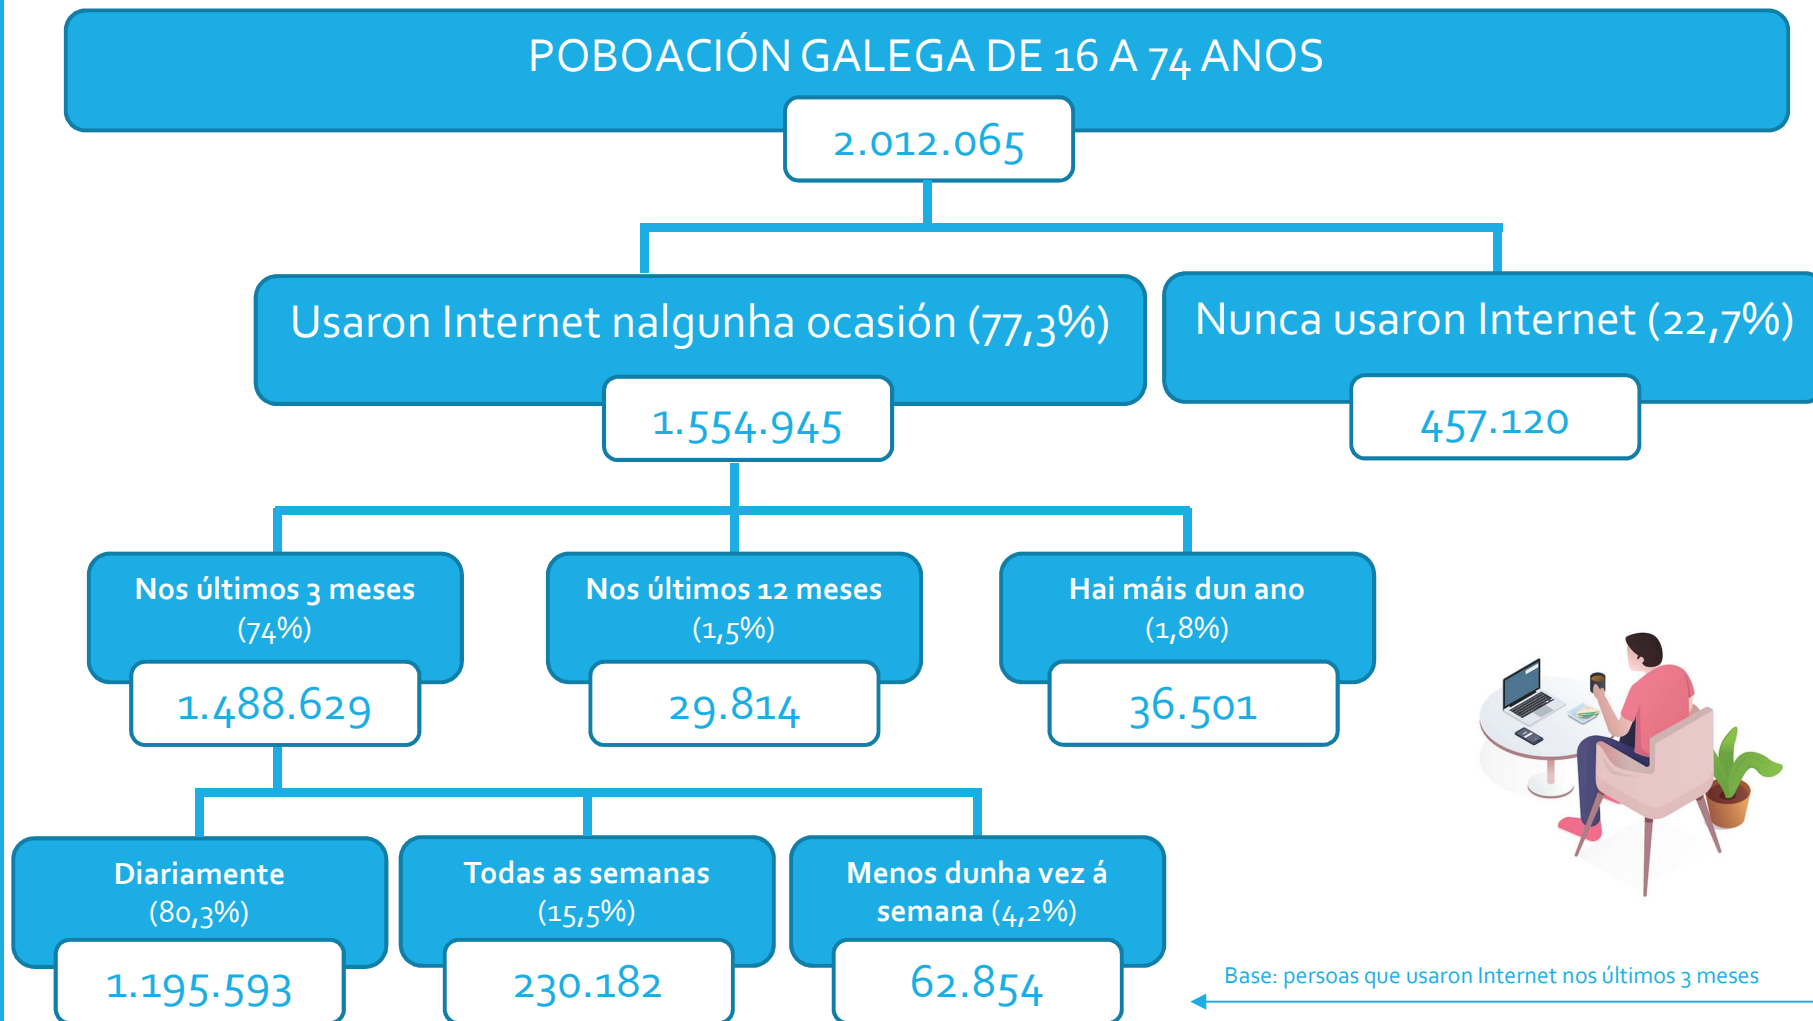 POBOACIÓN GALEGA DE 16 A 74 ANOS
2.012.065
Usaron Internet nalgunha ocasión (77,3%)
1.554.945
Nunca usaron Internet (22,7%)
457.120
Nos últimos 3 meses
(74%)
1.488.629
Nos últimos 12 meses
(1,5%)
29.814
Hai máis dun ano
(1,8%)
36.501
Diariamente
(80,3%)
1.195.593
Todas as semanas
(15,5%)
230.182
Menos dunha vez á
semana (4,2%)
62.854
Base: persoas que usaron Internet nos últimos 3 meses